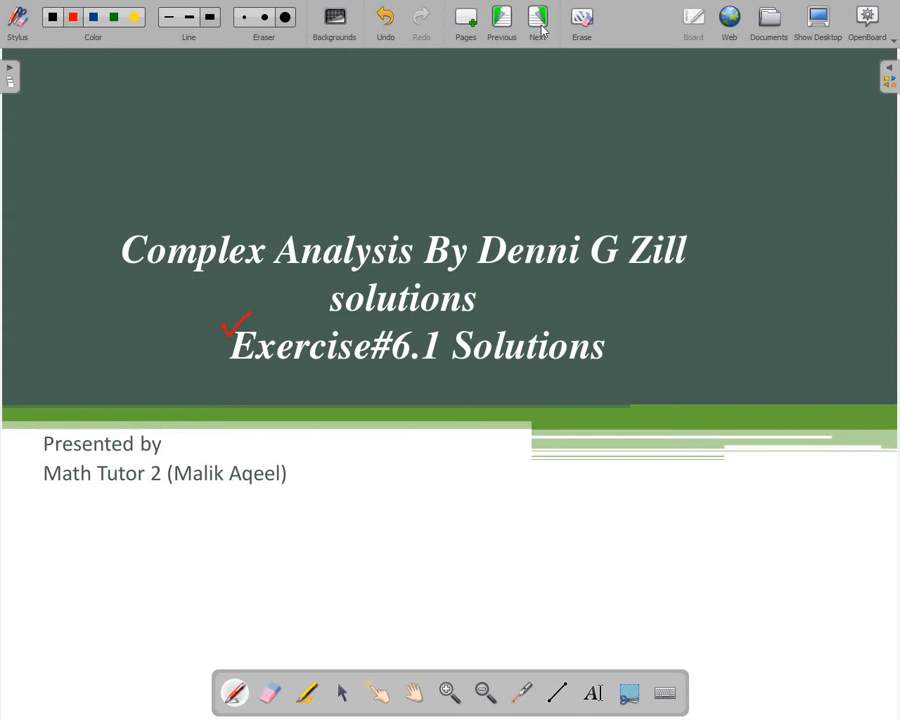 Stylus Color Line Eraser Backgrounds Undo Redo Pages Previous Next Erase Board Web Documents Show Desktop OpenBoard
Complex Analysis By Denni G Zill
solutions
Exercise#6.1 Solutions
Presented by
Math Tutor 2 (Malik Aqeel)